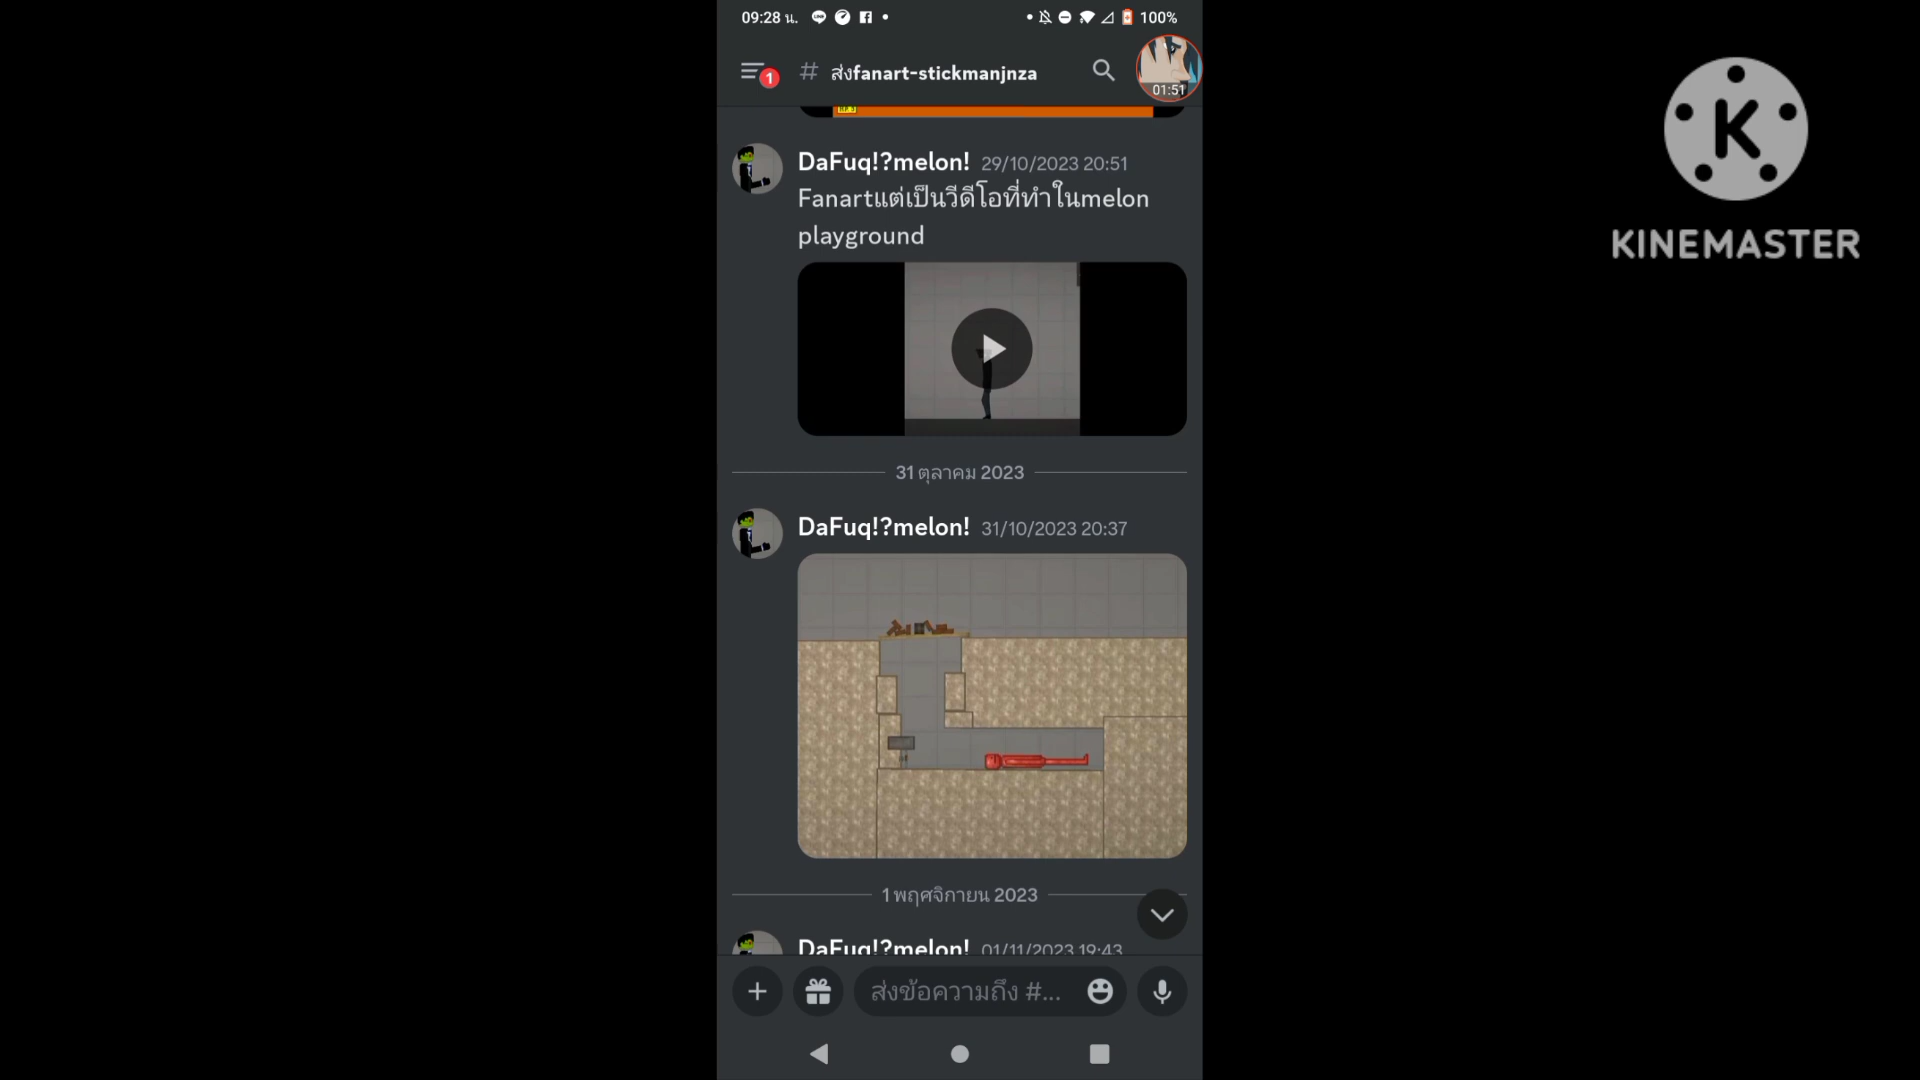 09:28 น.
100%
1
# ส่งfanart-stickmanjnza
01:51
DaFuq!?melon! 29/10/2023 20:51
Fanartแต่เป็นวีดีโอที่ทำในmelon
playground
31 ตุลาคม 2023
DaFuq!?melon! 31/10/2023 20:37
1 พฤศจิกายน 2023
DaFuq!?melon! 01/11/2023 19:43
ส่งข้อความถึง #...
K
KINEMASTER